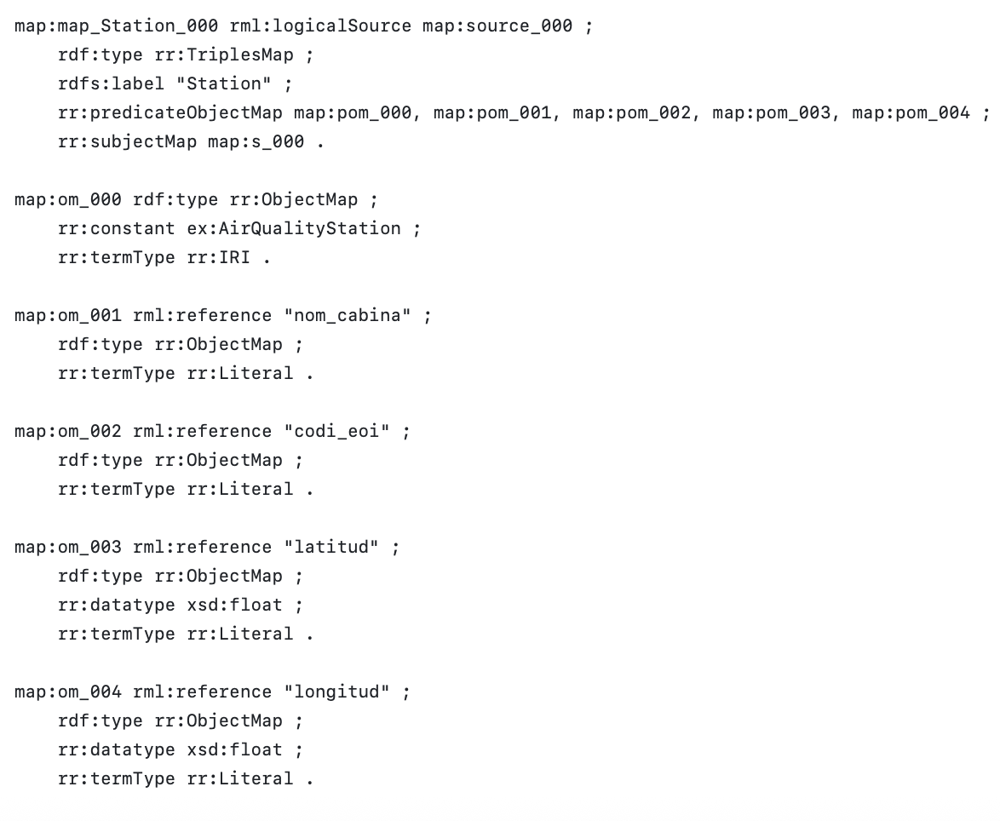 map:map_Station_000 rml:logicalSource map:source_000 ;
    rdf:type rr:TriplesMap ;
    rdfs:label "Station" ;
    rr:predicateObjectMap map:pom_000, map:pom_001, map:pom_002, map:pom_003, map:pom_004 ;
    rr:subjectMap map:s_000 .

map:om_000 rdf:type rr:ObjectMap ;
    rr:constant ex:AirQualityStation ;
    rr:termType rr:IRI .

map:om_001 rml:reference "nom_cabina" ;
    rdf:type rr:ObjectMap ;
    rr:termType rr:Literal .

map:om_002 rml:reference "codi_eoi" ;
    rdf:type rr:ObjectMap ;
    rr:termType rr:Literal .

map:om_003 rml:reference "latitud" ;
    rdf:type rr:ObjectMap ;
    rr:datatype xsd:float ;
    rr:termType rr:Literal .

map:om_004 rml:reference "longitud" ;
    rdf:type rr:ObjectMap ;
    rr:datatype xsd:float ;
    rr:termType rr:Literal .